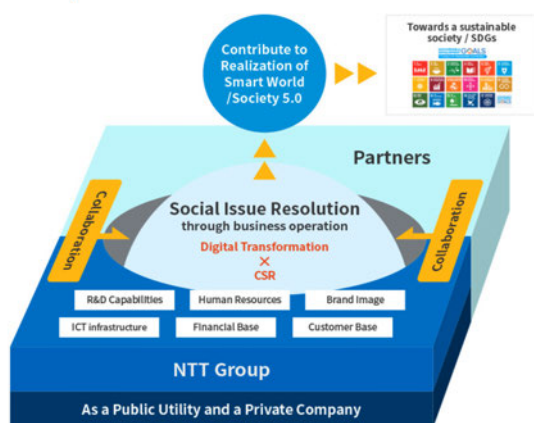 Contribute to
Realization of
Smart World
/Society 5.0
Towards a sustainable
society / SDGs
GOALS
Partners
Collaboration
Collaboration
Social Issue Resolution
through business operation
Digital Transformation
×
CSR
R&D Capabilities
Human Resources
Brand Image
ICT infrastructure
Financial Base
Customer Base
NTT Group
As a Public Utility and a Private Company